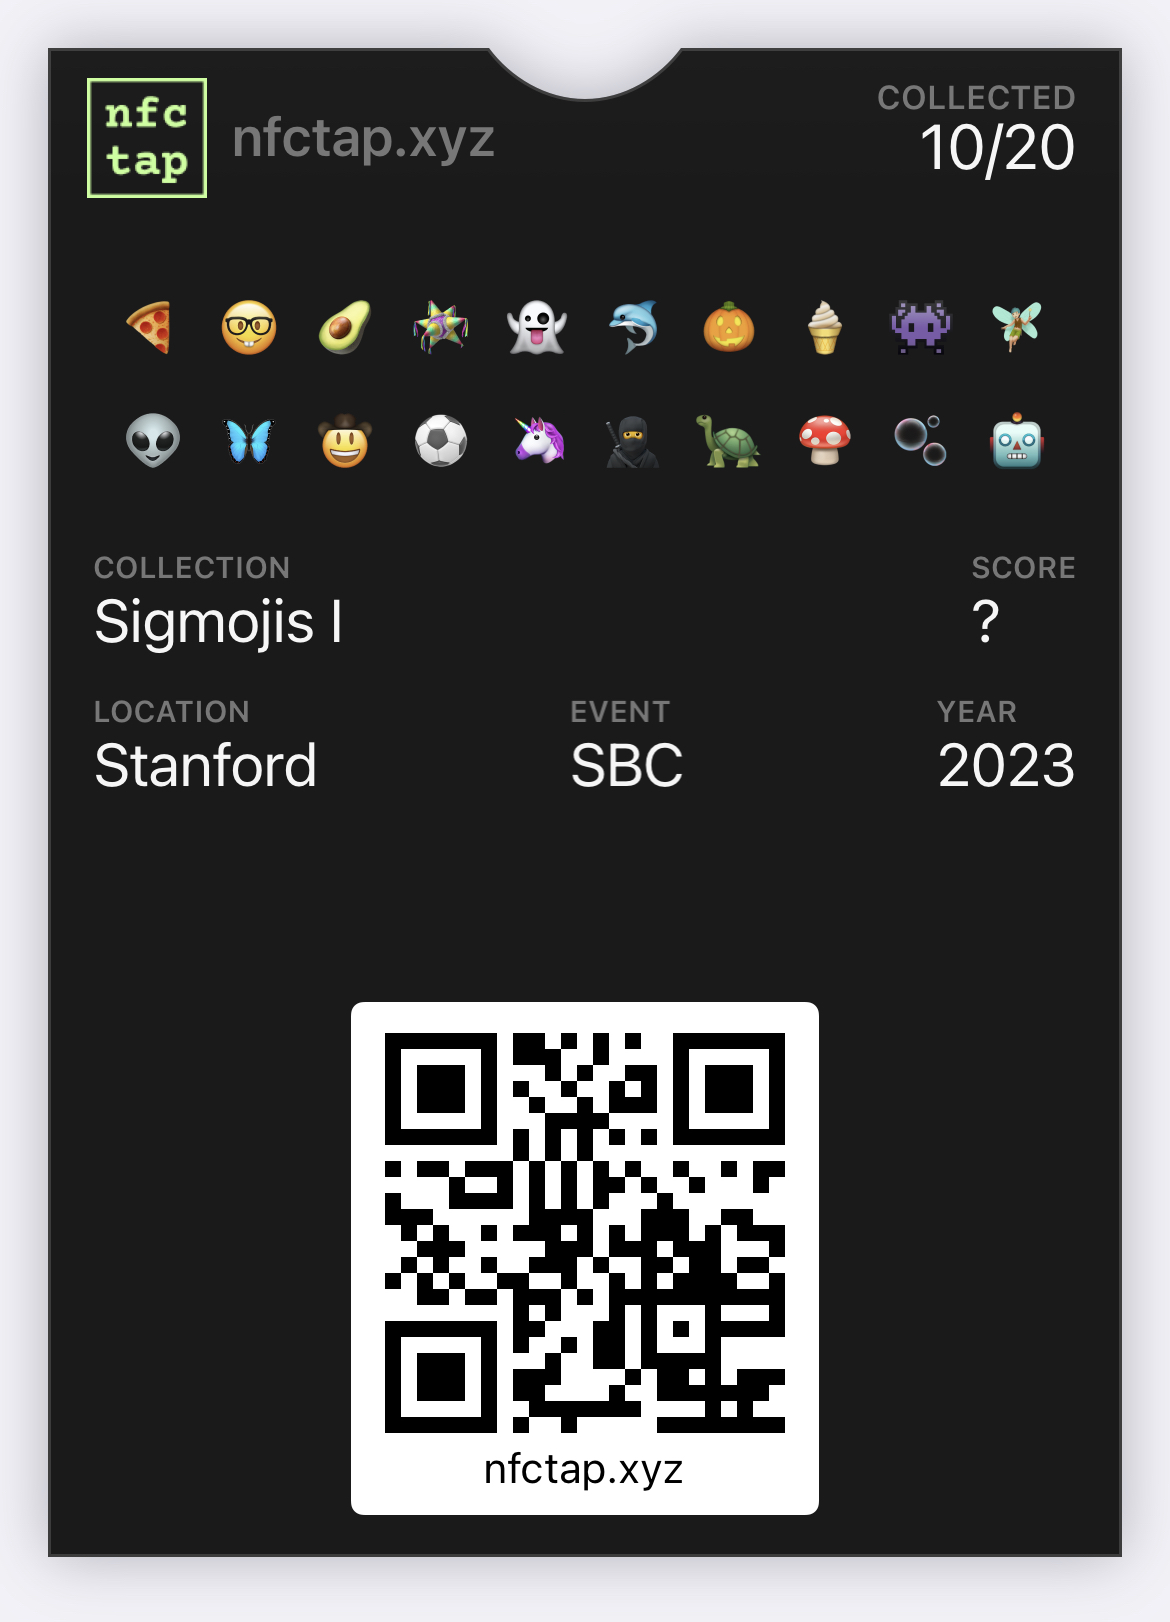 nfc
tap
nfctap.xyz
COLLECTED
10/20
COLLECTION
Sigmojis I
SCORE
?
LOCATION
Stanford
EVENT
SBC
YEAR
2023
nfctap.xyz